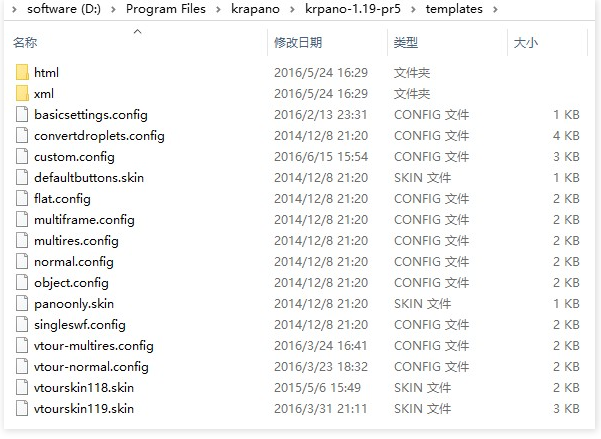 software (D:) Program Files krapano krpano-1.19-pr5 templates
名称 修改日期 类型 大小
html 2016/5/24 16:29 文件夹
xml 2016/5/24 16:29 文件夹
basicsettings.config 2016/2/13 23:31 CONFIG 文件 1 KB
convertdroplets.config 2014/12/8 21:20 CONFIG 文件 4 KB
custom.config 2016/6/15 15:54 CONFIG 文件 3 KB
defaultbuttons.skin 2014/12/8 21:20 SKIN 文件 1 KB
flat.config 2014/12/8 21:20 CONFIG 文件 2 KB
multiframe.config 2014/12/8 21:20 CONFIG 文件 2 KB
multires.config 2014/12/8 21:20 CONFIG 文件 2 KB
normal.config 2014/12/8 21:20 CONFIG 文件 2 KB
object.config 2014/12/8 21:20 CONFIG 文件 2 KB
panoonly.skin 2014/12/8 21:20 SKIN 文件 1 KB
singleswf.config 2014/12/8 21:20 CONFIG 文件 2 KB
vtour-multires.config 2016/3/24 16:41 CONFIG 文件 2 KB
vtour-normal.config 2016/3/23 18:32 CONFIG 文件 2 KB
vtourskin118.skin 2015/5/6 15:49 SKIN 文件 2 KB
vtourskin119.skin 2016/3/31 21:11 SKIN 文件 3 KB